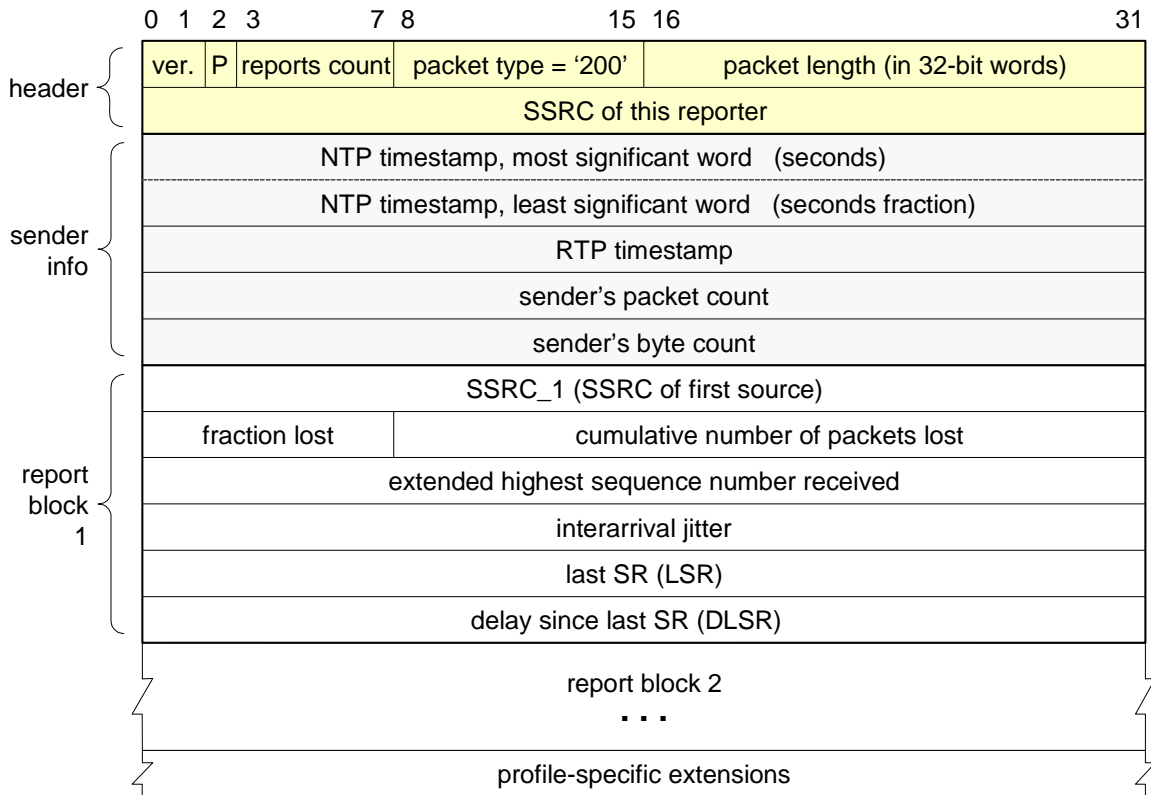 0 1 2 3 7 8 15 16 31
header
ver. P reports count packet type = ‘200’ packet length (in 32-bit words)
SSRC of this reporter
sender
info
NTP timestamp, most significant word (seconds)
NTP timestamp, least significant word (seconds fraction)
RTP timestamp
sender’s packet count
sender’s byte count
report
block
1
SSRC_1 (SSRC of first source)
fraction lost cumulative number of packets lost
extended highest sequence number received
interarrival jitter
last SR (LSR)
delay since last SR (DLSR)
report block 2
. . .
profile-specific extensions